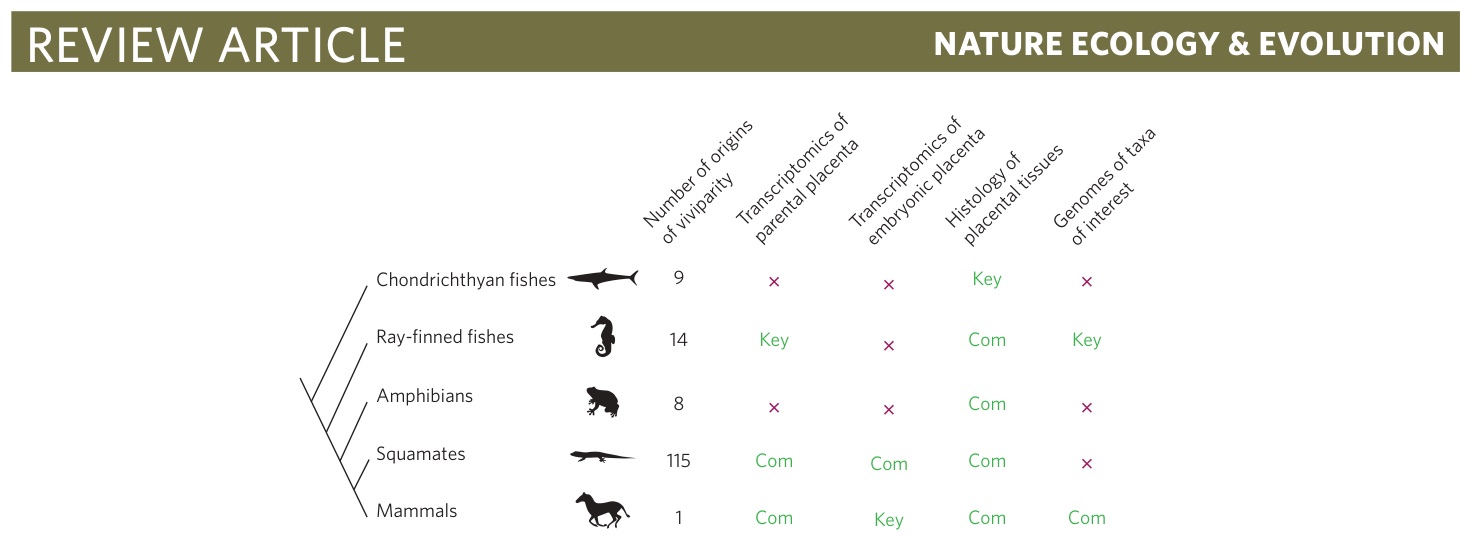 REVIEW ARTICLE
NATURE ECOLOGY & EVOLUTION
Number of origins
of viviparity
Transcriptomics of
parental placenta
Transcriptomics of
embryonic placenta
Histology of
placental tissues
Genomes of taxa
of interest
Chondrichthyan fishes 9 × × Key ×
Ray-finned fishes 14 Key × Com Key
Amphibians 8 × × Com ×
Squamates 115 Com Com Com ×
Mammals 1 Com Key Com Com